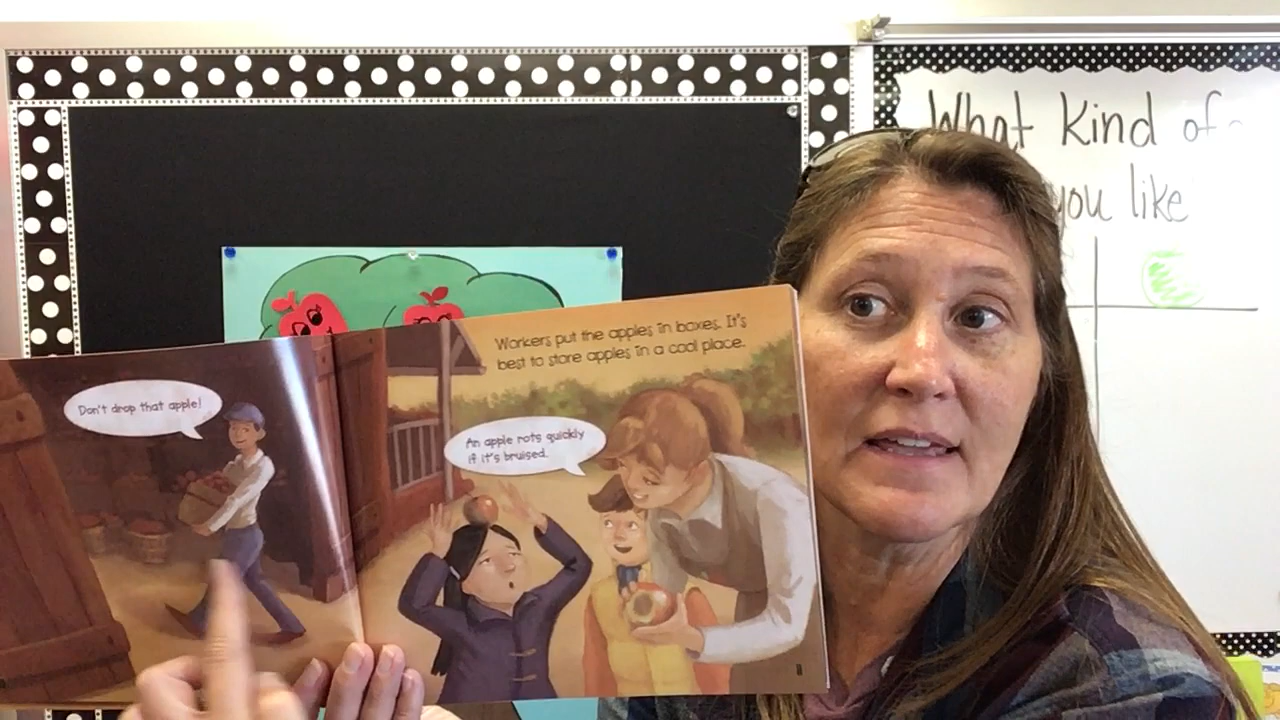 What Kind of
you like
Don't drop that apple!
Workers put the apples in boxes. It's
best to store apples in a cool place.
An apple rots quickly
if it's bruised.